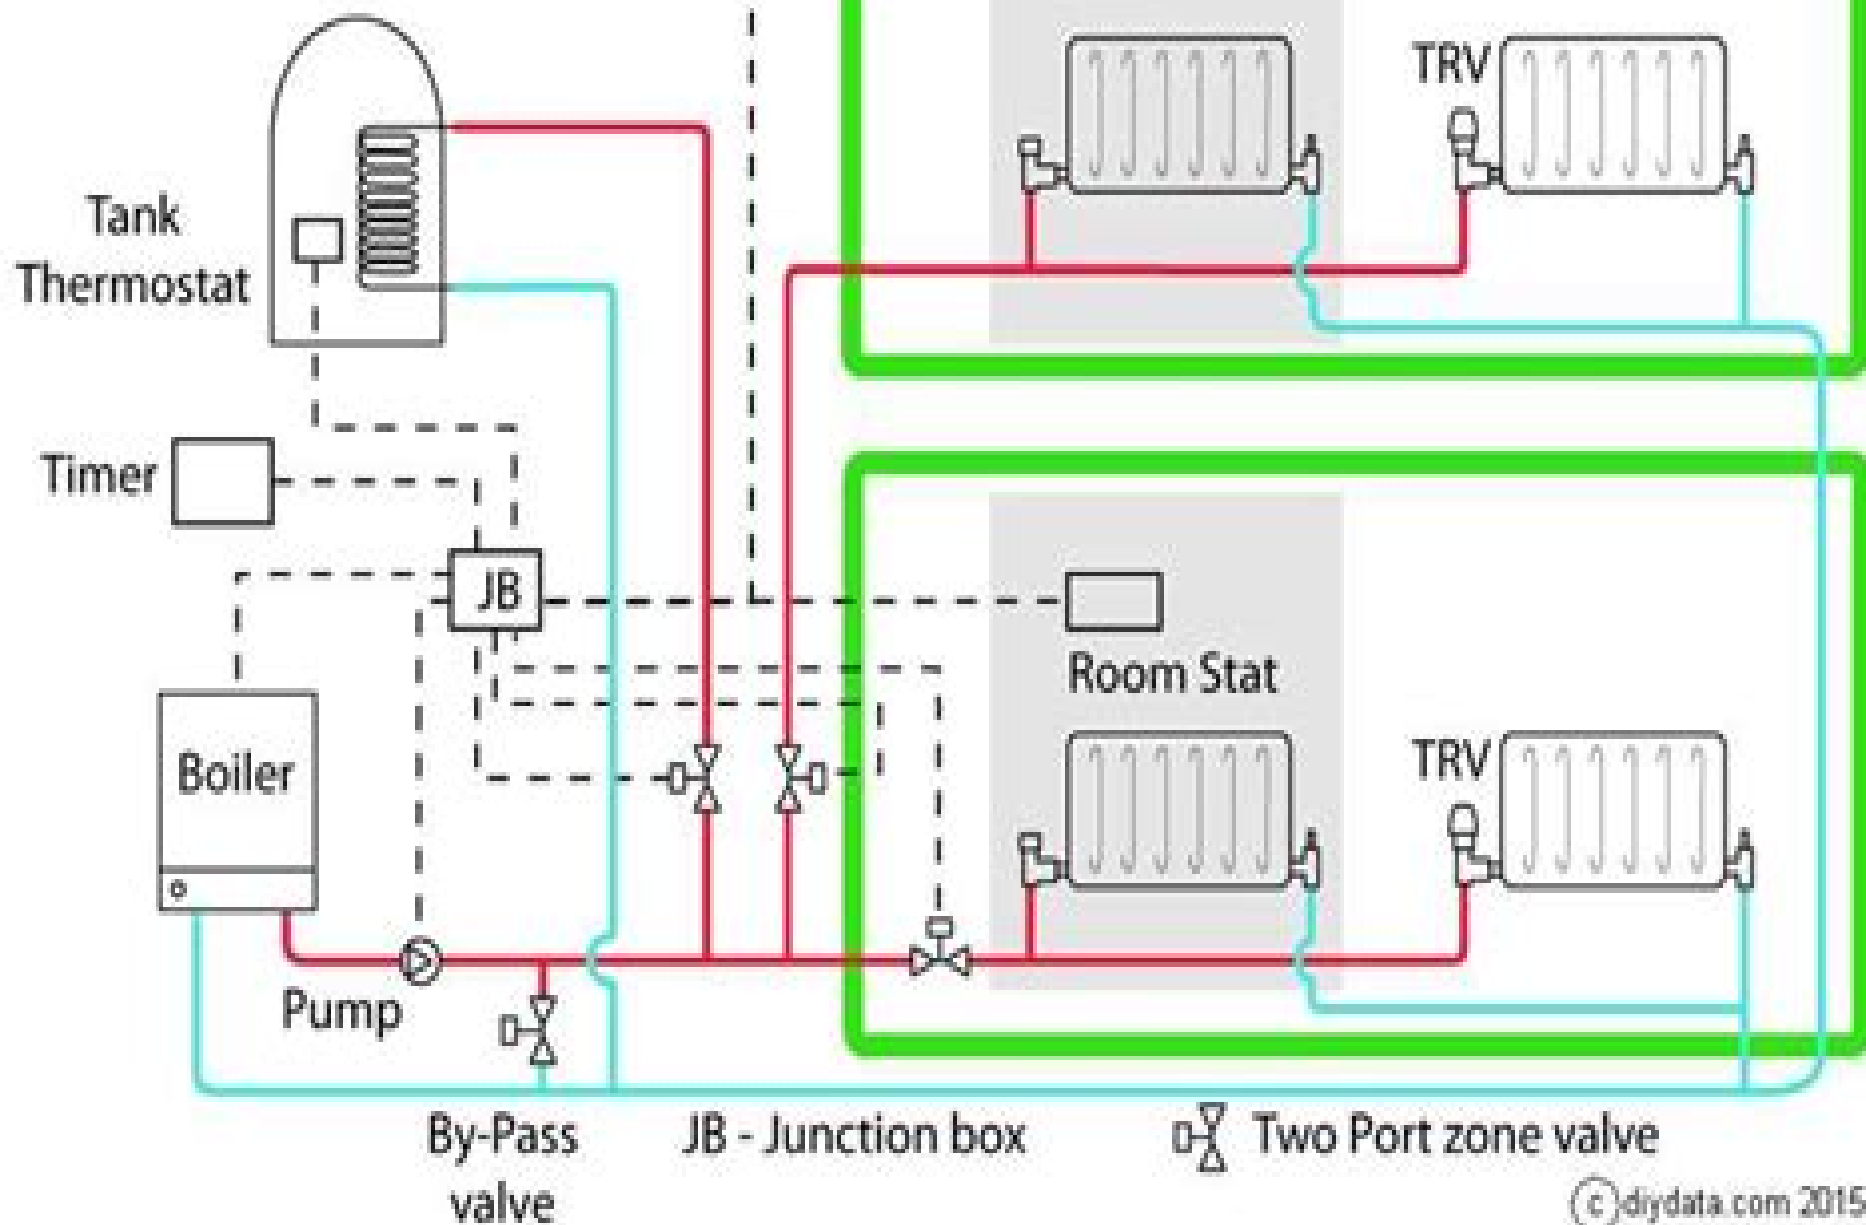 TRV
Tank
Thermostat
Timer
JB
Room Stat
Boiler
TRV
Pump
By-Pass
valve
JB - Junction box
Two Port zone valve
©diydata.com 2015